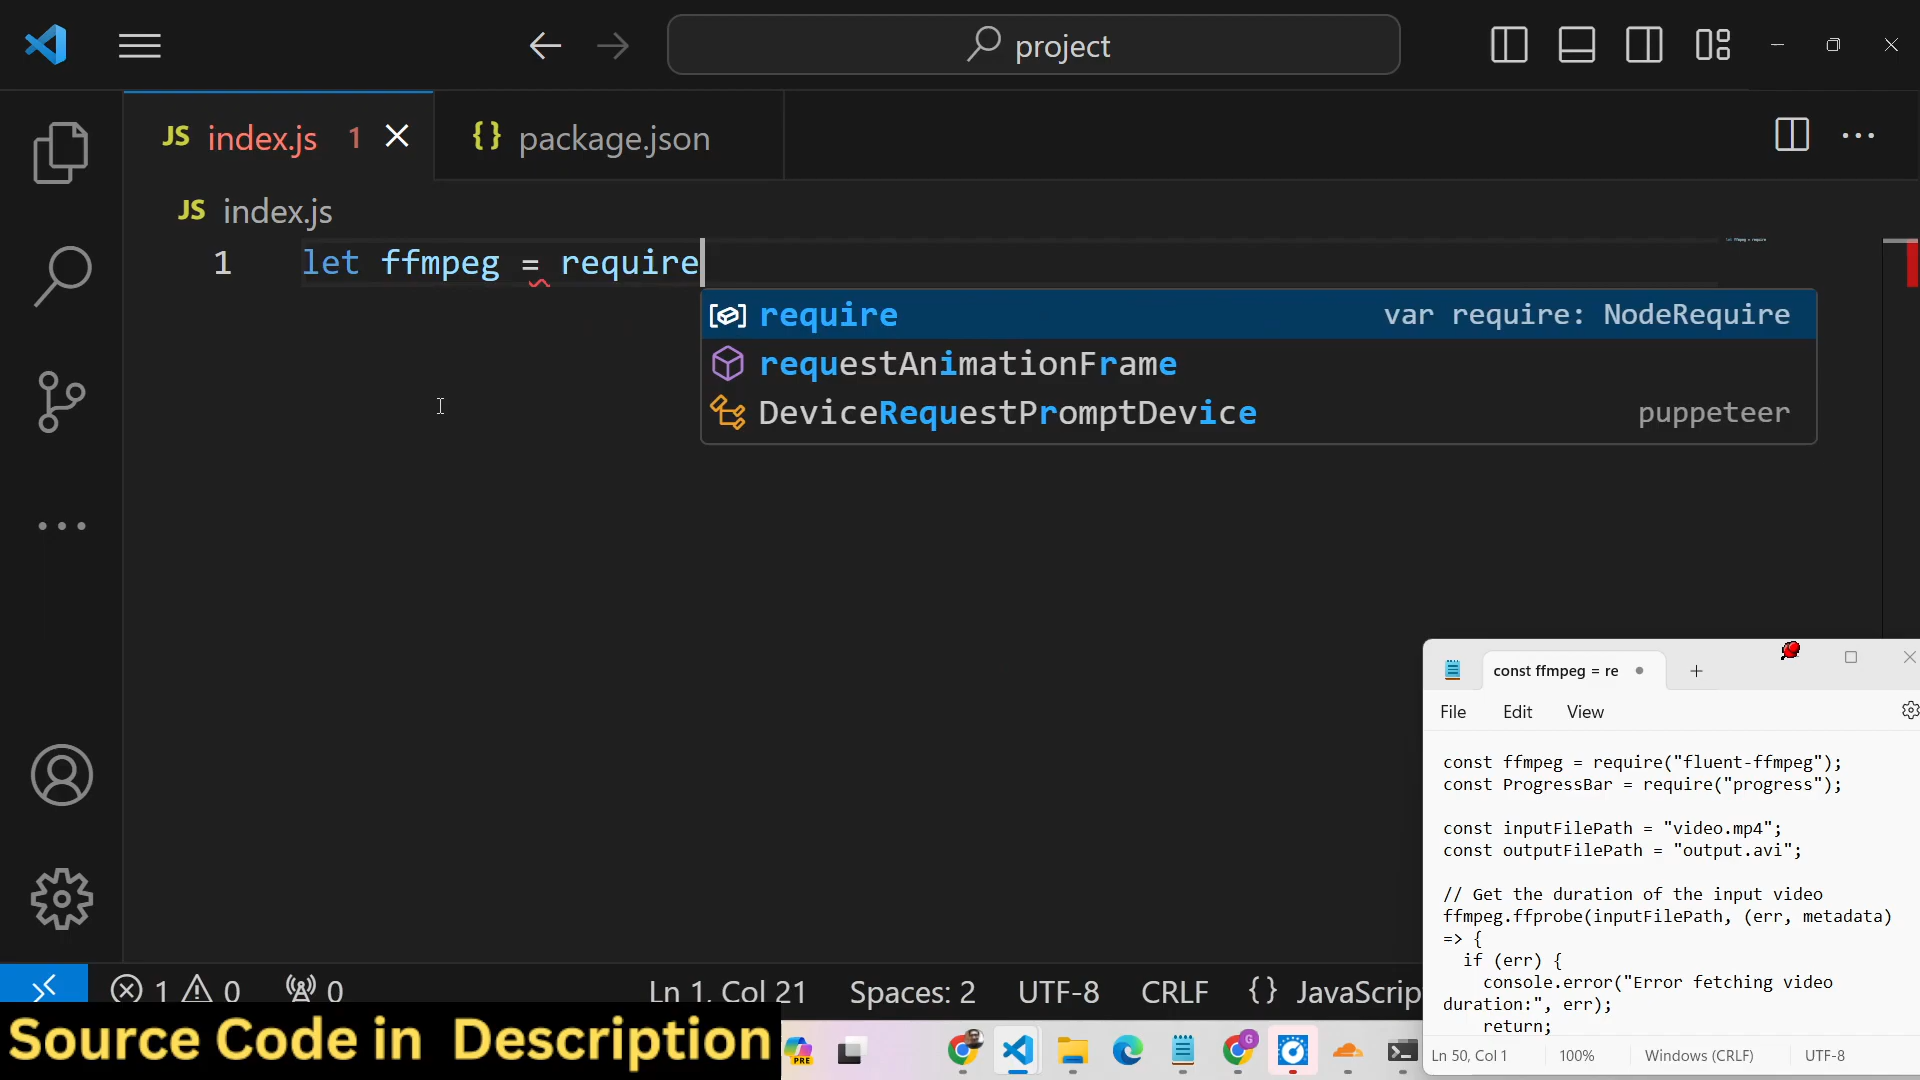 project
JS index.js 1
{} package.json
JS index.js
1 let ffmpeg = require
require var require: NodeRequire
requestAnimationFrame
DeviceRequestPromptDevice puppeteer
const ffmpeg = re
File Edit View
const ffmpeg = require("fluent-ffmpeg");
const ProgressBar = require("progress");
const inputFilePath = "video.mp4";
const outputFilePath = "output.avi";
// Get the duration of the input video
ffmpeg.ffprobe(inputFilePath, (err, metadata)
=> {
if (err) {
console.error("Error fetching video
duration:", err);
return;
Ln 50, Col 1 100% Windows (CRLF) UTF-8
1 0 0 Ln 1, Col 21 Spaces: 2 UTF-8 CRLF {} JavaScrip
Source Code in Description
PRE
G